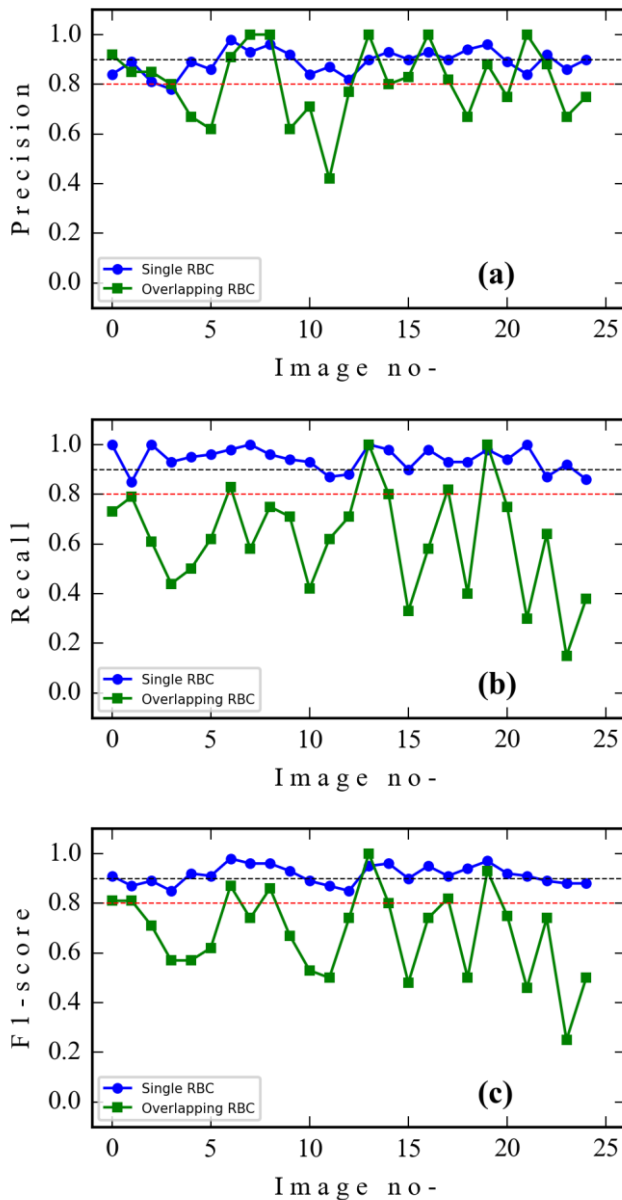 1.0
0.8
0.6
0.4
0.2
0.0
Precision
Single RBC
Overlapping RBC
(a)
0 5 10 15 20 25
Image no-
1.0
0.8
0.6
0.4
0.2
0.0
Recall
Single RBC
Overlapping RBC
(b)
0 5 10 15 20 25
Image no-
1.0
0.8
0.6
0.4
0.2
0.0
F1-score
Single RBC
Overlapping RBC
(c)
0 5 10 15 20 25
Image no-